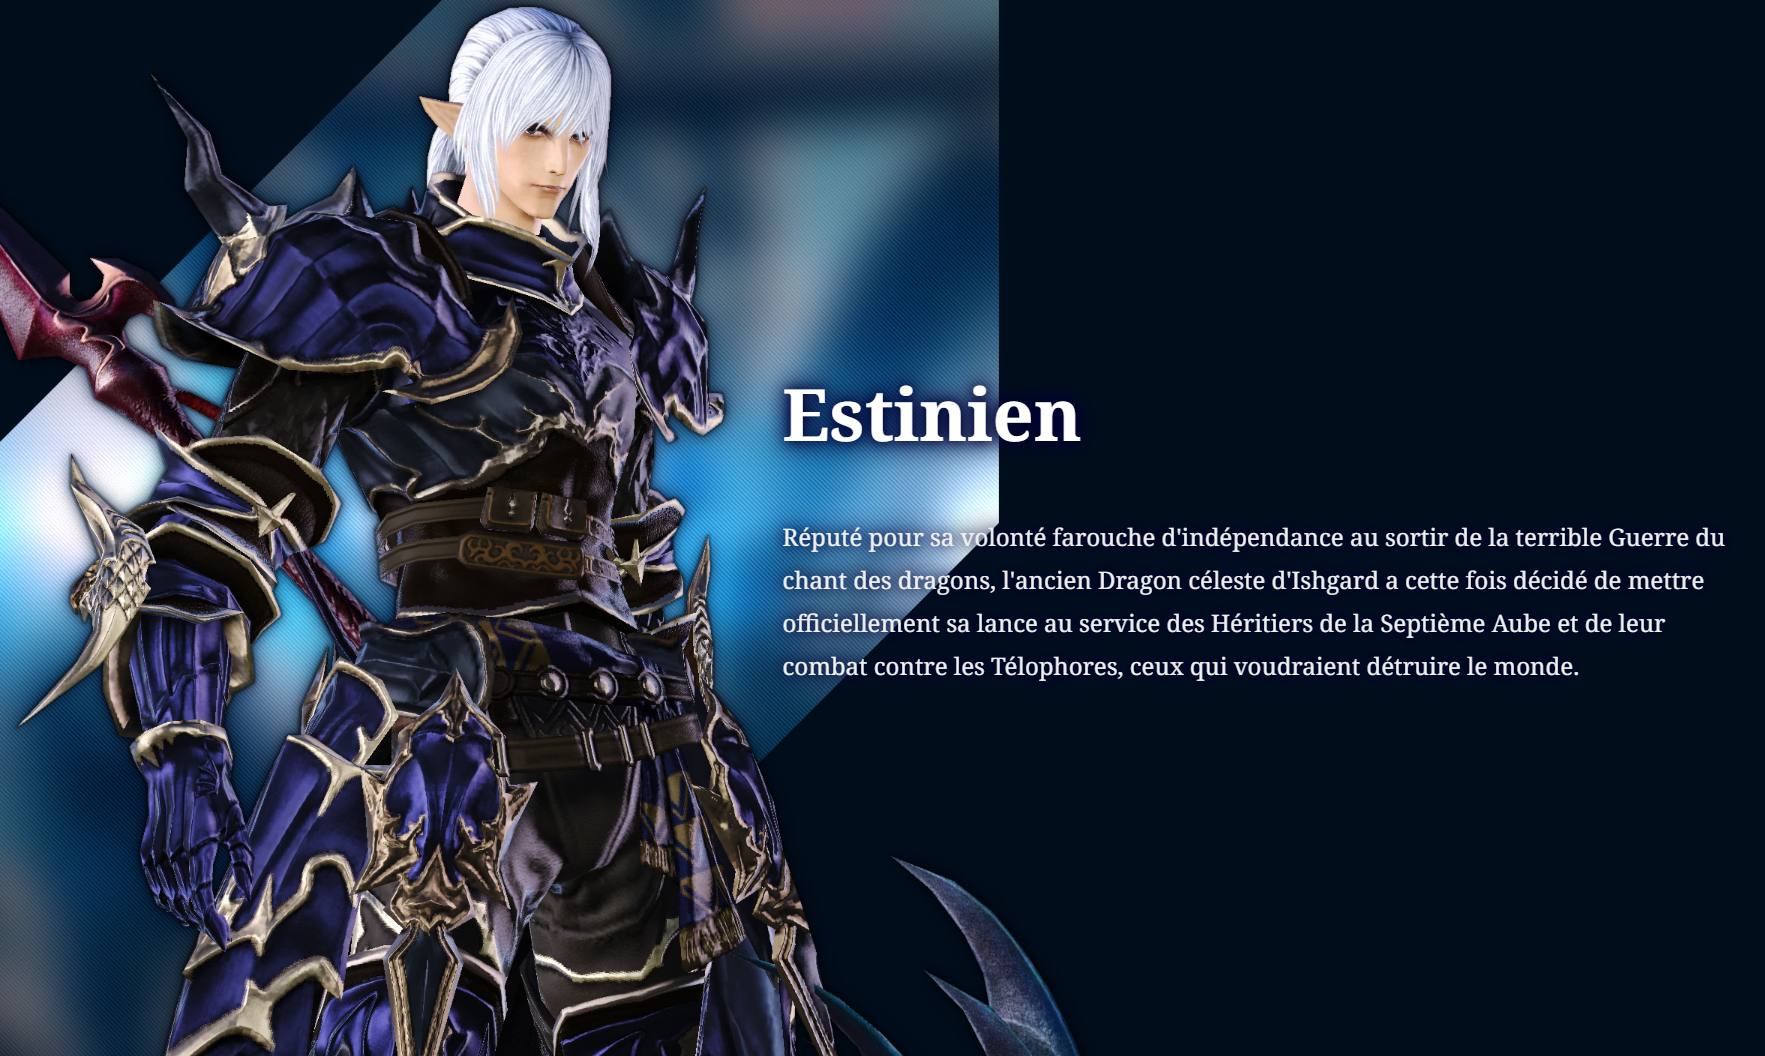 Estinien
Réputé pour sa volonté farouche d'indépendance au sortir de la terrible Guerre du
chant des dragons, l'ancien Dragon céleste d'Ishgard a cette fois décidé de mettre
officiellement sa lance au service des Héritiers de la Septième Aube et de leur
combat contre les Télophores, ceux qui voudraient détruire le monde.